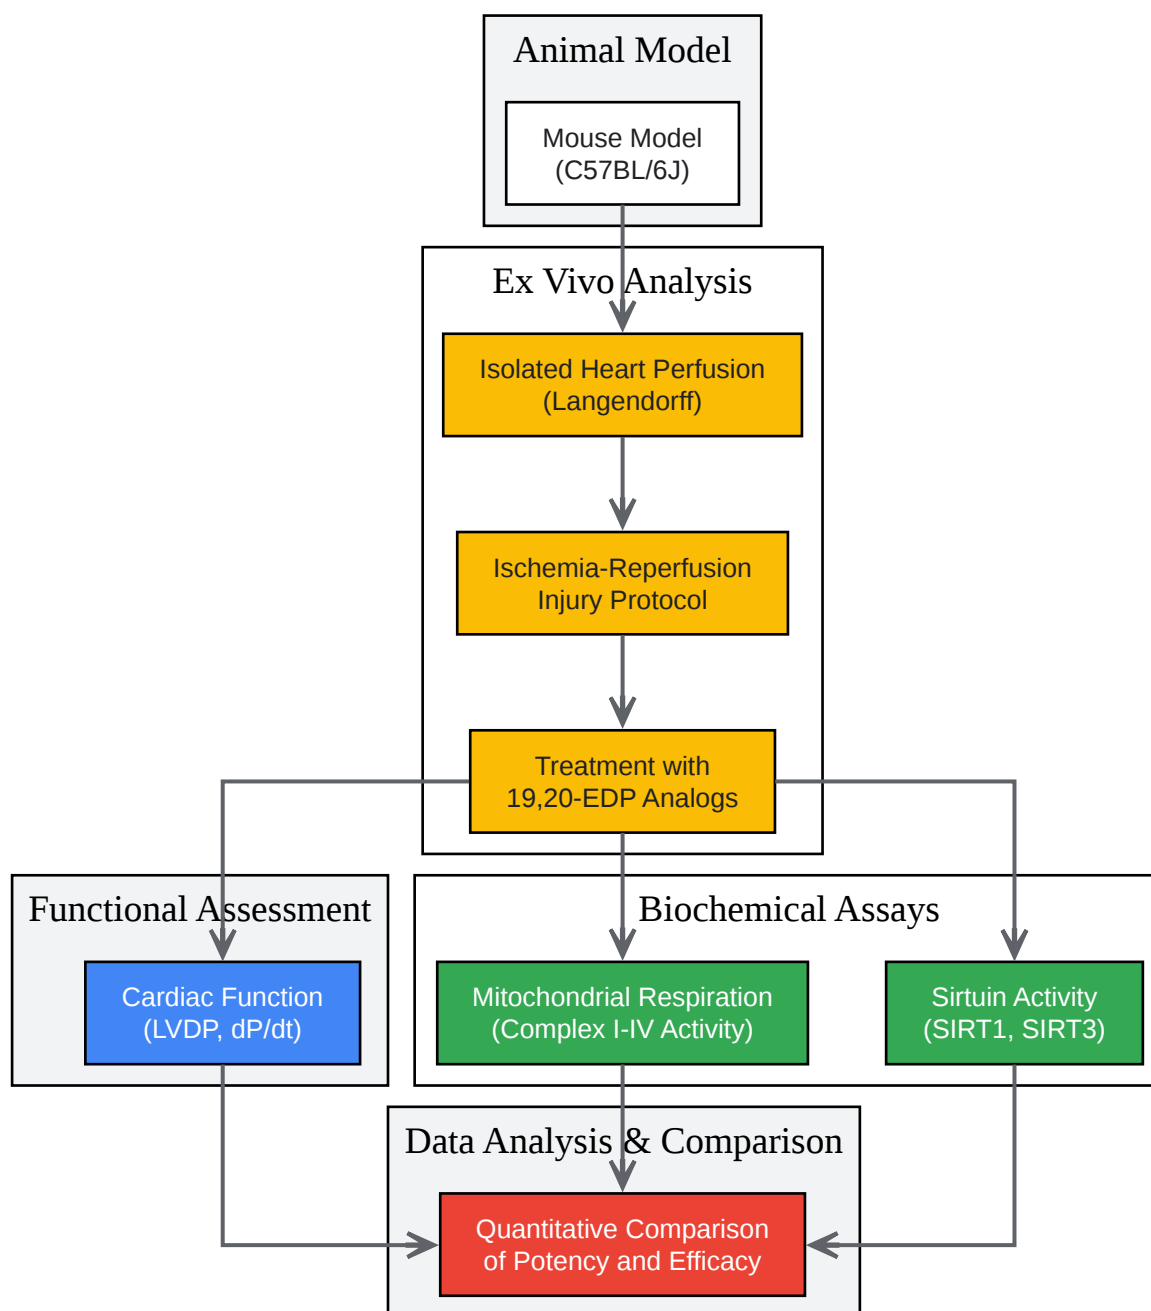 Animal Model
Mouse Model
(C57BL/6J)
Ex Vivo Analysis
Isolated Heart Perfusion
(Langendorff)
Ischemia-Reperfusion
Injury Protocol
Treatment with
19,20-EDP Analogs
Functional Assessment
Cardiac Function
(LVDP, dP/dt)
Biochemical Assays
Mitochondrial Respiration
(Complex I-IV Activity)
Sirtuin Activity
(SIRT1, SIRT3)
Data Analysis & Comparison
Quantitative Comparison
of Potency and Efficacy